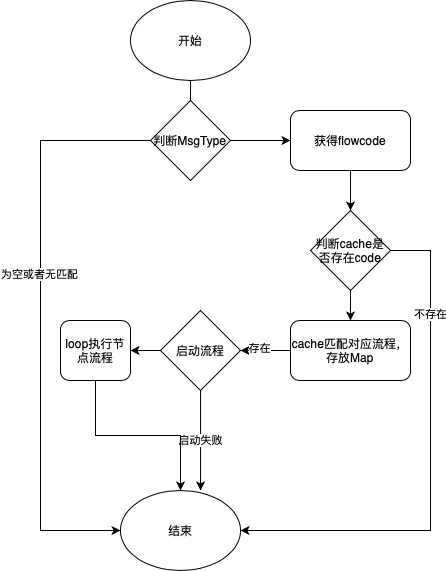 开始
判断MsgType
获得flowcode
判断cache是
否存在code
为空或者无匹配
不存在
loop执行节
点流程
启动流程
存在
cache匹配对应流程，
存放Map
启动失败
结束